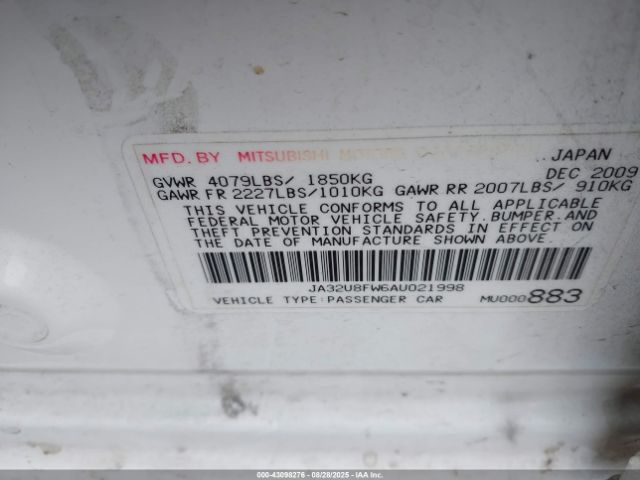 MFD. BY MITSUBISHI JAPAN
GVWR 4079LBS/ 1850KG DEC 2009
GAWR FR 2227LBS/1010KG GAWR RR 2007LBS/ 910KG
THIS VEHICLE CONFORMS TO ALL APPLICABLE
FEDERAL MOTOR VEHICLE SAFETY, BUMPER, AND
THEFT PREVENTION STANDARDS IN EFFECT ON
THE DATE OF MANUFACTURE SHOWN ABOVE.
JA32U8FW6AU021998
VEHICLE TYPE:PASSENGER CAR MU000883
000-43098276 - 08/28/2025 - IAAI.COM